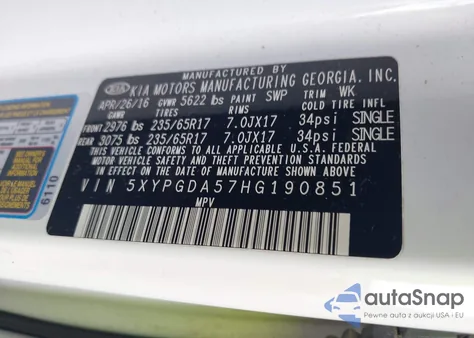 MANUFACTURED BY
KIA KIA MOTORS MANUFACTURING GEORGIA, INC.
APR/26/16 GVWR 5622 lbs PAINT SWP TRIM WK
GAWR TIRES RIMS COLD TIRE INFL
FRONT 2976 lbs 235/65R17 7.0JX17 34psi SINGLE
REAR 3075 lbs 235/65R17 7.0JX17 34psi SINGLE
THIS VEHICLE CONFORMS TO ALL APPLICABLE U.S.A. FEDERAL
MOTOR VEHICLE SAFETY AND THEFT PREVENTION STANDARDS
IN EFFECT ON THE DATE OF MANUFACTURE SHOWN ABOVE.
VIN 5XYPGDA57HG190851
MPV
6110
autoSnap
Pewne auta z aukcji USA i EU